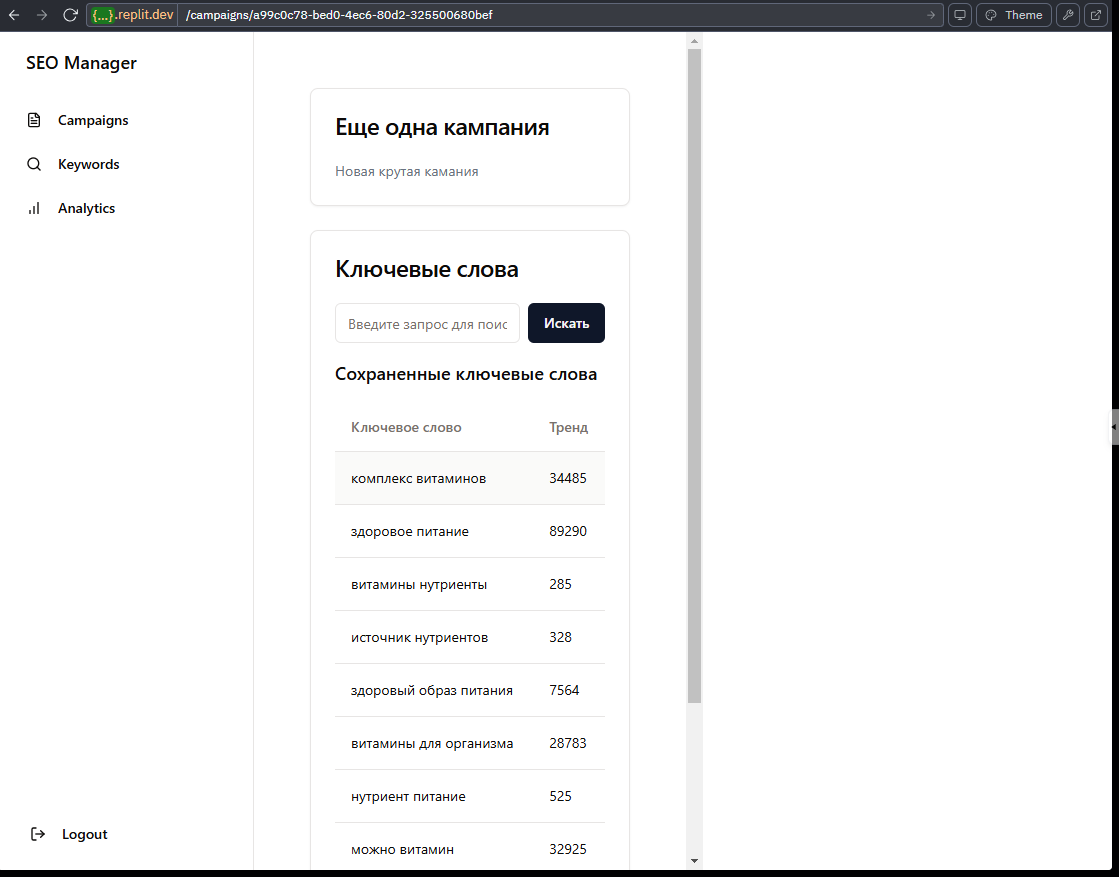 {...}.replit.dev /campaigns/a99c0c78-bed0-4ec6-80d2-325500680bef Theme
SEO Manager
Campaigns
Keywords
Analytics
Logout
Еще одна кампания
Новая крутая камания
Ключевые слова
Введите запрос для поис Искать
Сохраненные ключевые слова
Ключевое слово Тренд
комплекс витаминов 34485
здоровое питание 89290
витамины нутриенты 285
источник нутриентов 328
здоровый образ питания 7564
витамины для организма 28783
нутриент питание 525
можно витамин 32925